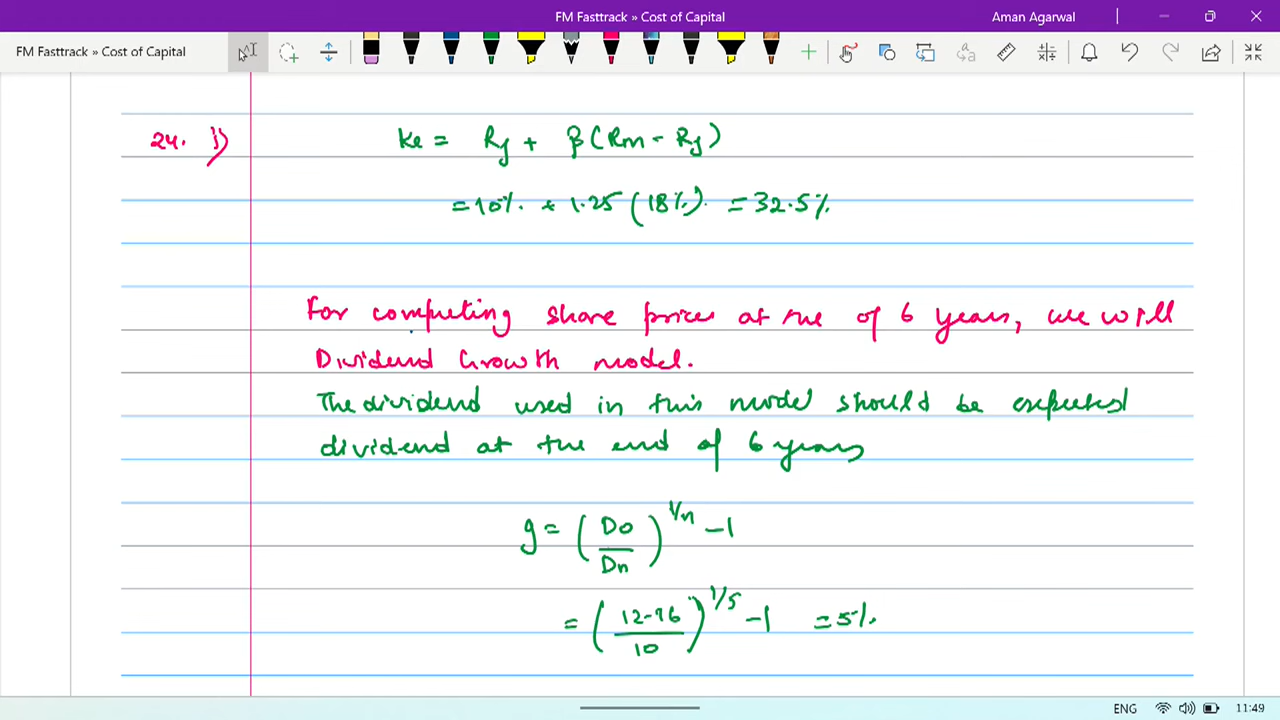 FM Fasttrack » Cost of Capital
Aman Agarwal
FM Fasttrack » Cost of Capital
24. i) Ke = Rf + β(Rm - Rf)
= 10% + 1.25 (18%) = 32.5%
For computing share price at the of 6 years, we will
Dividend Growth model.
The dividend used in this model should be expected
dividend at the end of 6 years
g = (D0/Dn)^1/n - 1
= (12.76/10)^1/5 - 1 = 5%
ENG 11:49